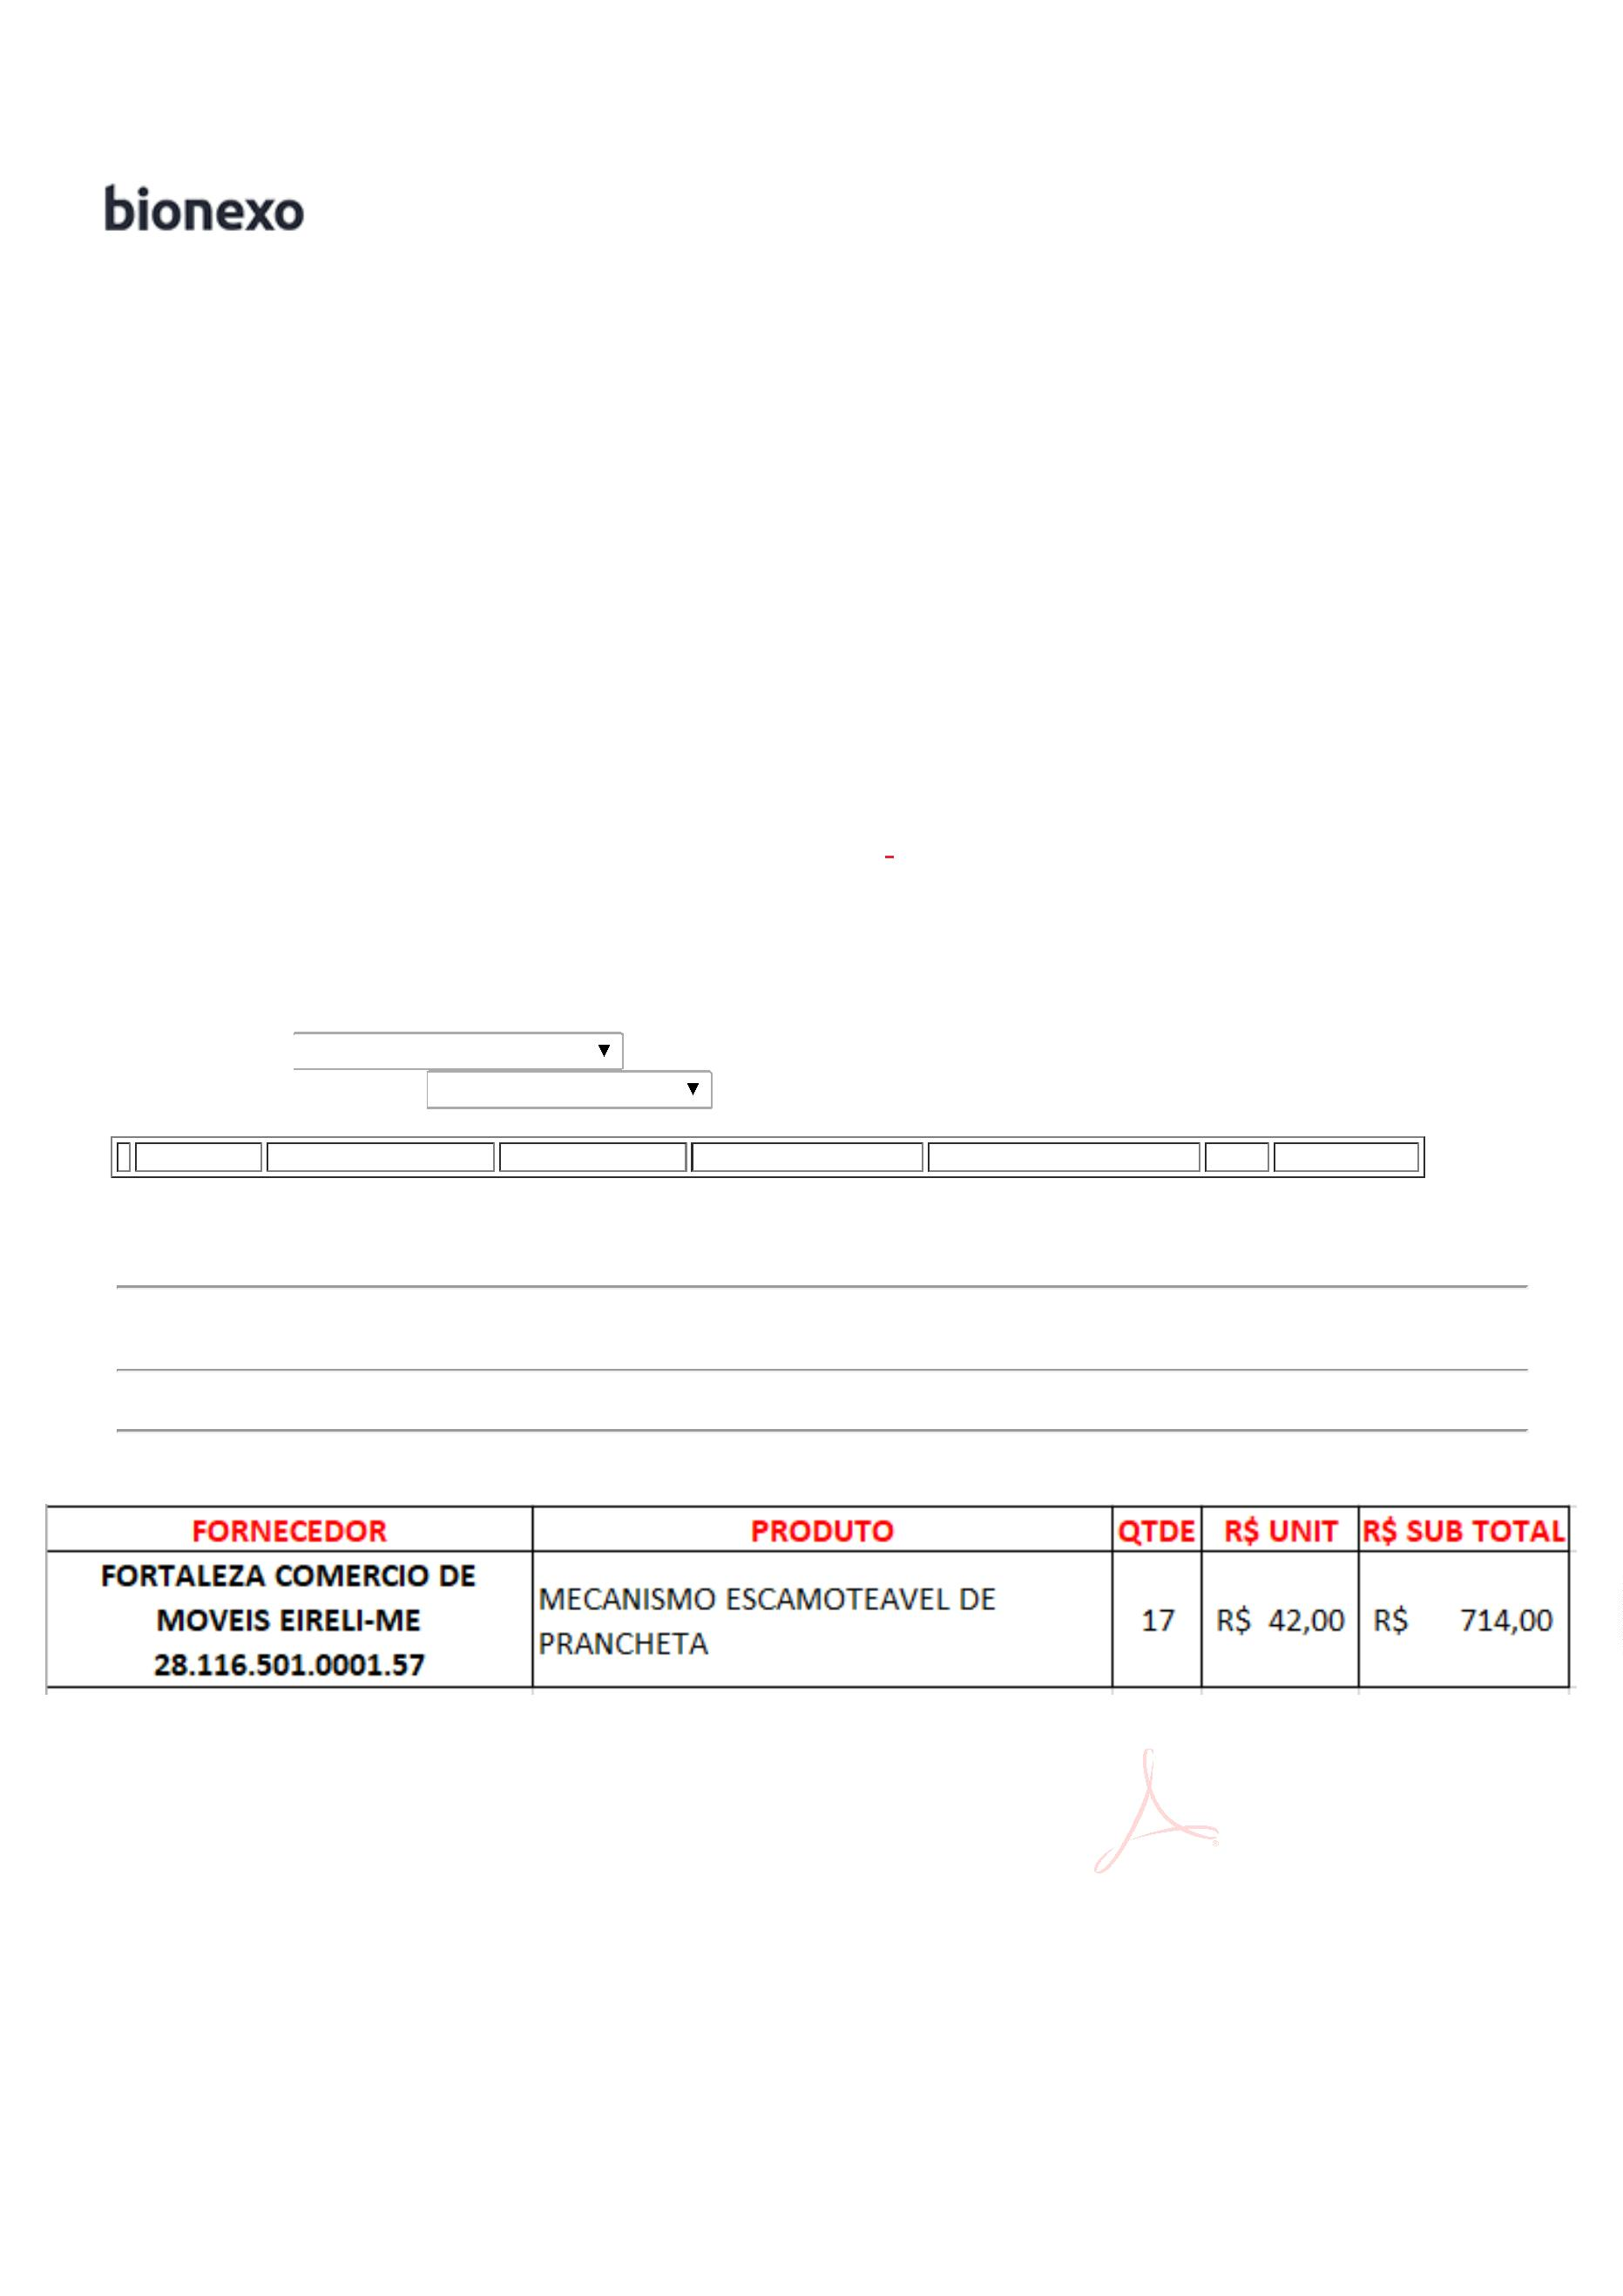 bionexo
-
FORNECEDOR PRODUTO QTDE R$ UNIT R$ SUB TOTAL
FORTALEZA COMERCIO DE
MOVEIS EIRELI-ME
28.116.501.0001.57
MECANISMO ESCAMOTEAVEL DE
PRANCHETA
17 R$ 42,00 R$ 714,00